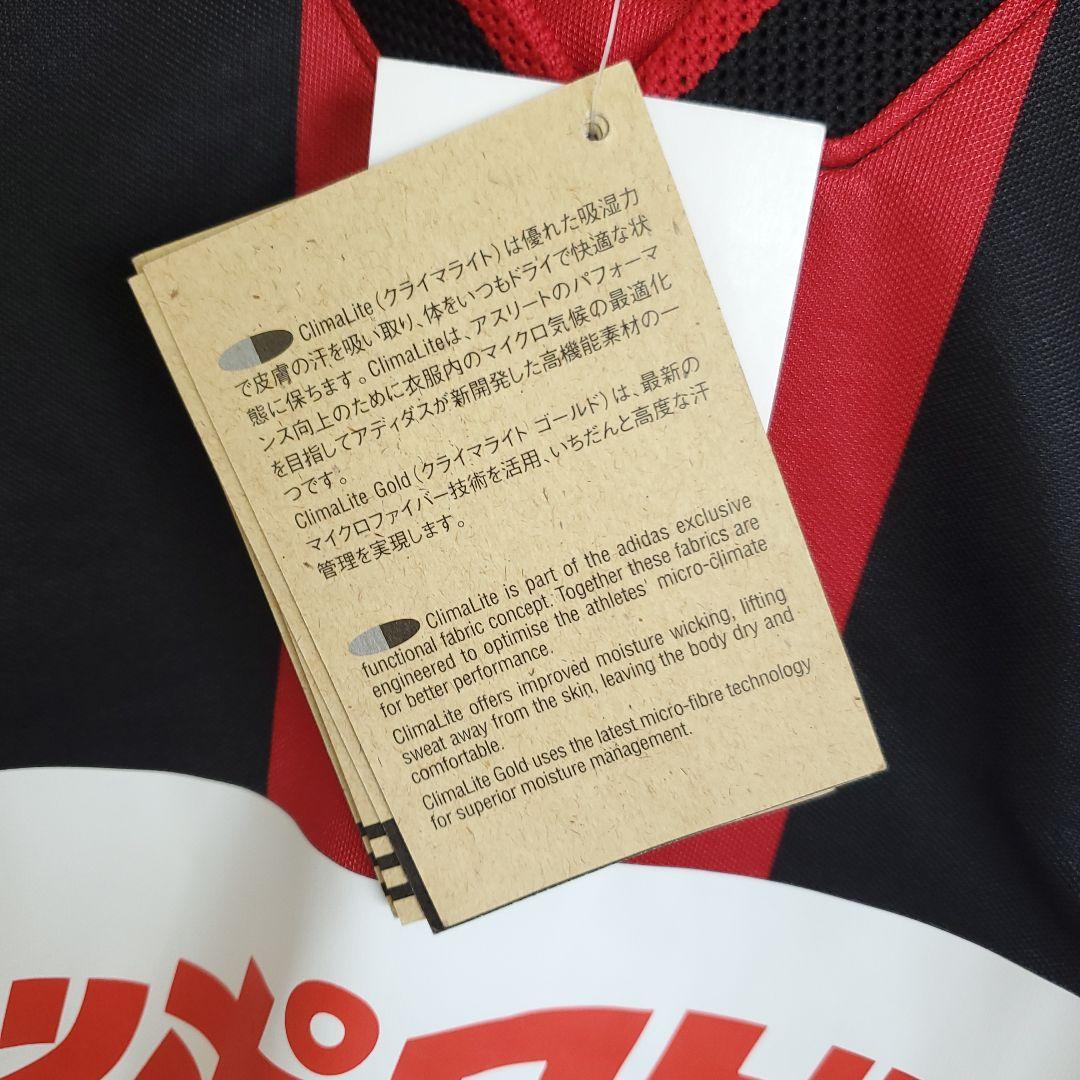 ClimaLite（クライマライト）は優れた吸湿力
で皮膚の汗を吸い取り、体をいつもドライで快適な状
態に保ちます。ClimaLiteは、アスリートのパフォーマ
ンス向上のために衣服内のマイクロ気候の最適化
を目指してアディダスが新開発した高機能素材の一
つです。
ClimaLite Gold（クライマライト ゴールド）は、最新の
マイクロファイバー技術を活用、いちだんと高度な汗
管理を実現します。
ClimaLite is part of the adidas exclusive
functional fabric concept. Together these fabrics are
engineered to optimise the athletes' micro-climate
for better performance.
ClimaLite offers improved moisture wicking, lifting
sweat away from the skin, leaving the body dry and
comfortable.
ClimaLite Gold uses the latest micro-fibre technology
for superior moisture management.